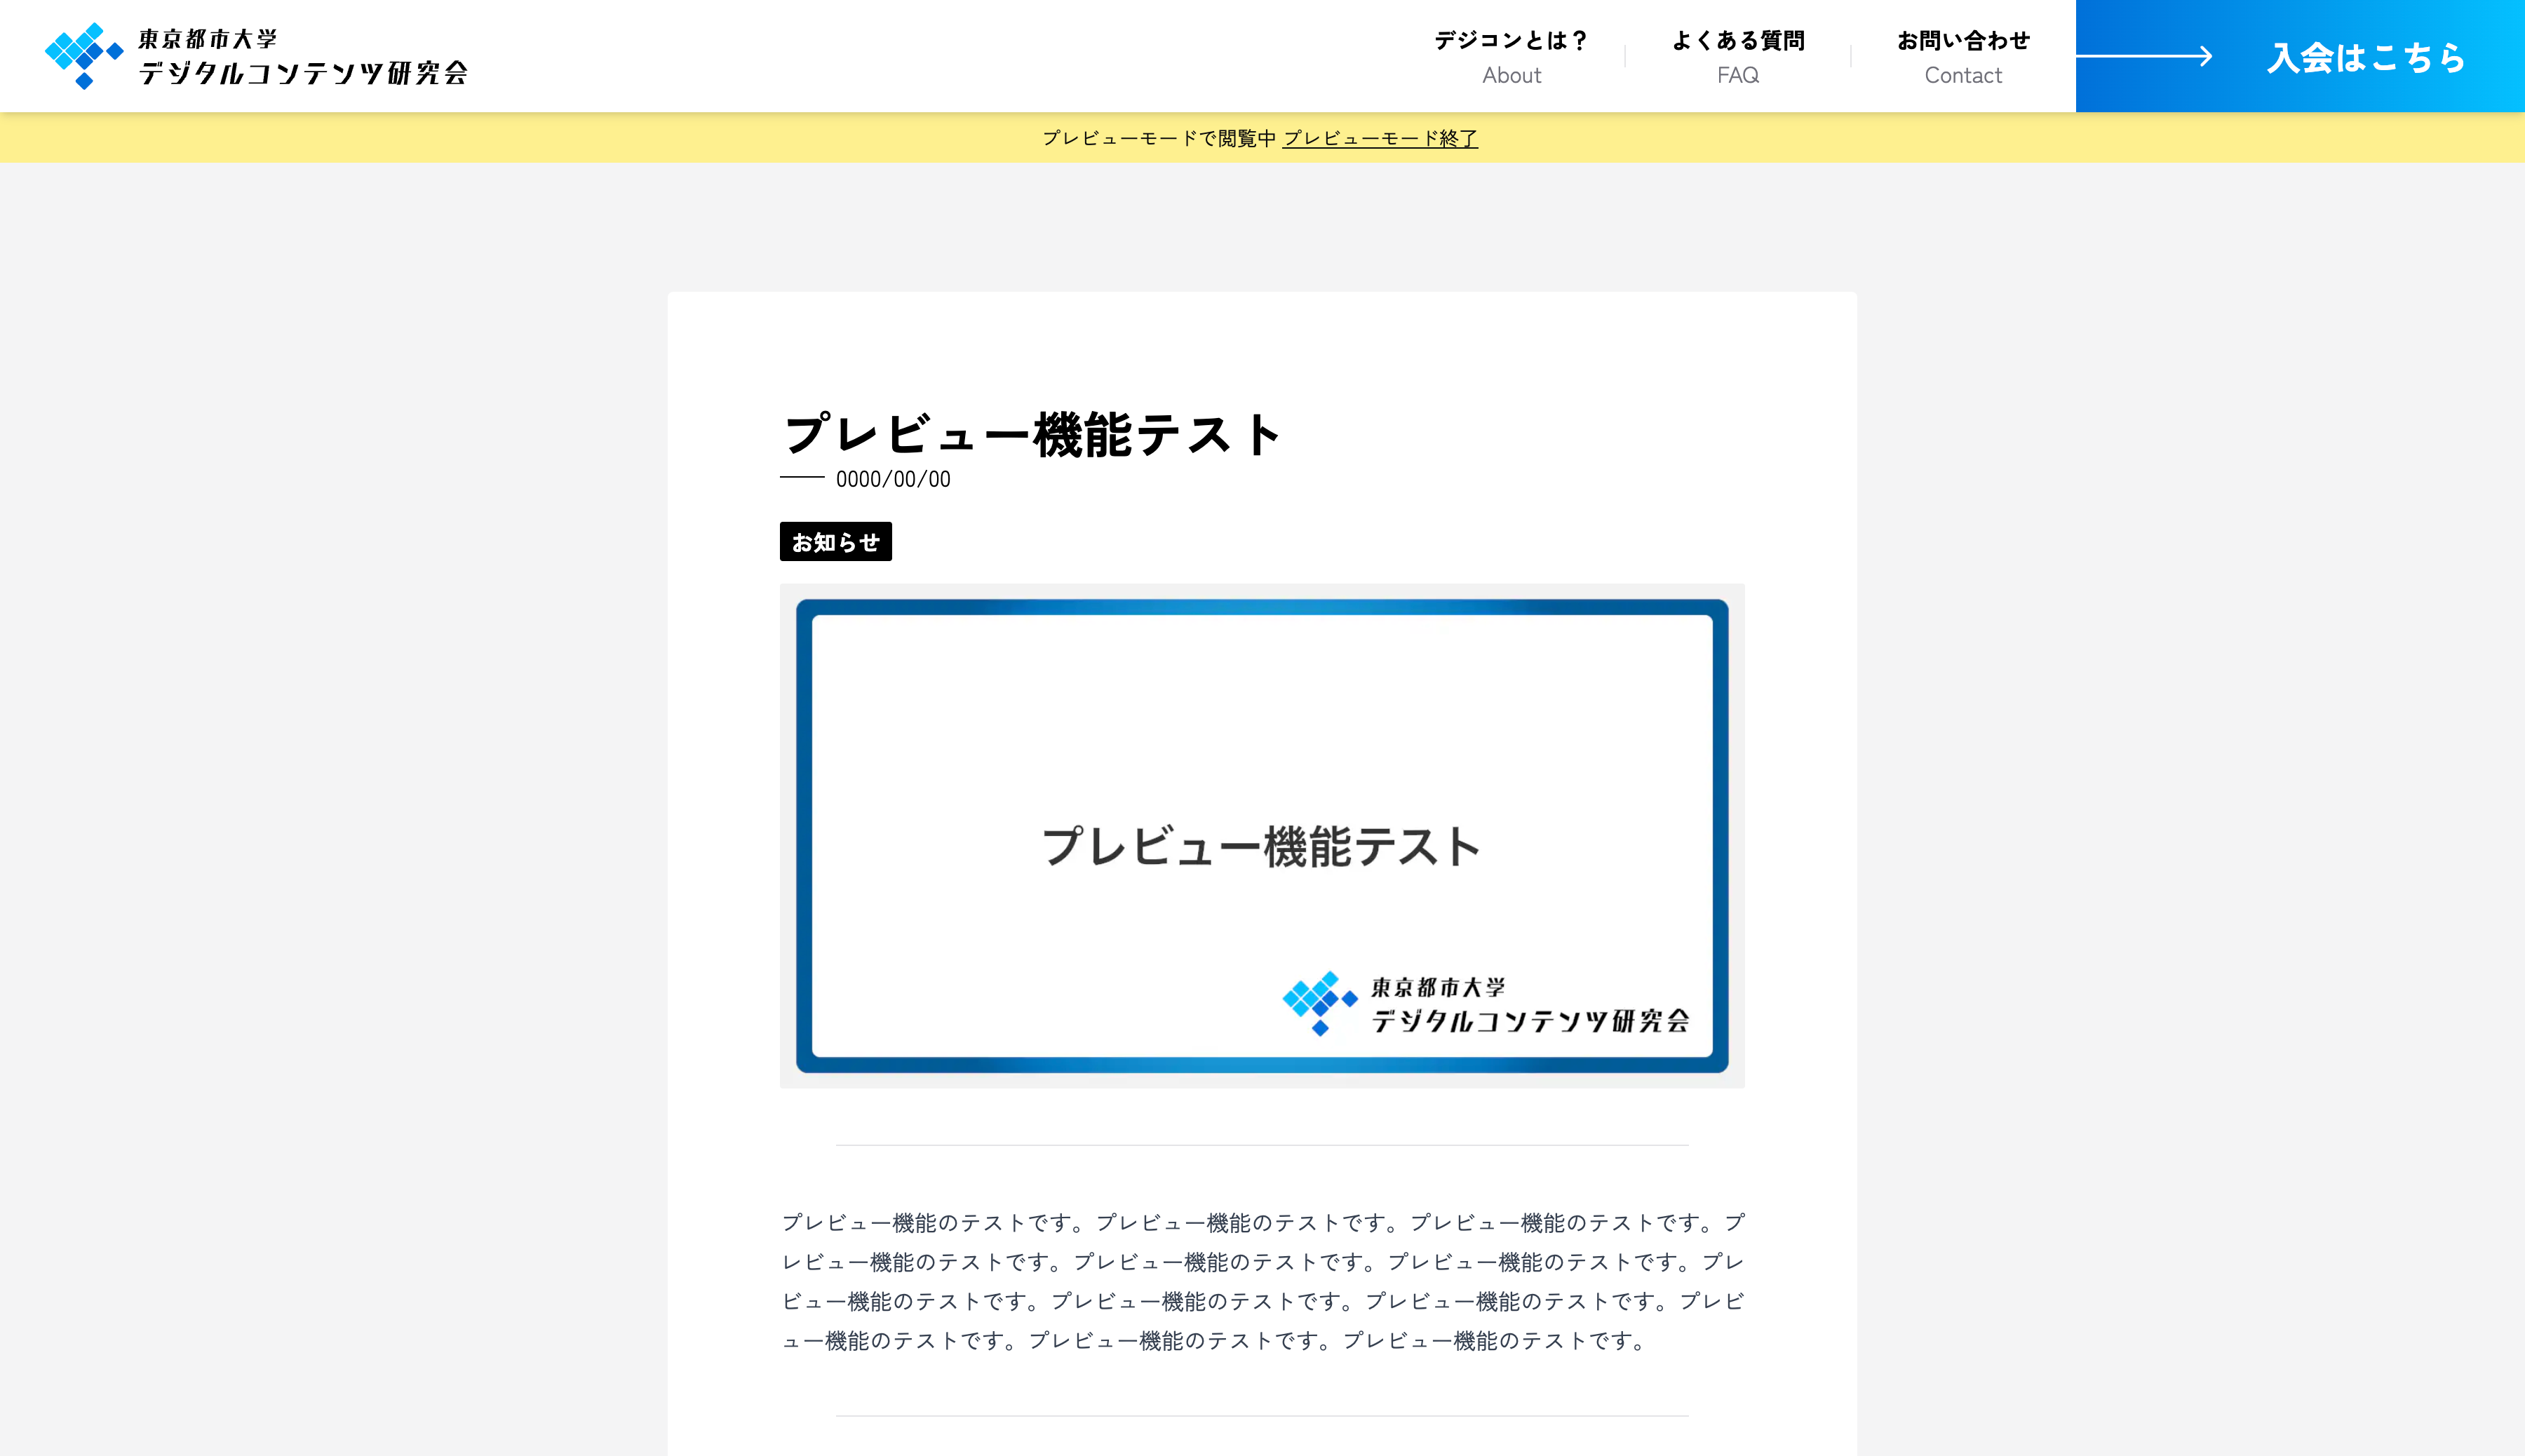 東京都市大学
デジタルコンテンツ研究会
デジコンとは？
About
よくある質問
FAQ
お問い合わせ
Contact
入会はこちら
プレビューモードで閲覧中 プレビューモード終了
プレビュー機能テスト
0000/00/00
お知らせ
プレビュー機能テスト
東京都市大学
デジタルコンテンツ研究会
プレビュー機能のテストです。プレビュー機能のテストです。プレビュー機能のテストです。プ
レビュー機能のテストです。プレビュー機能のテストです。プレビュー機能のテストです。プレ
ビュー機能のテストです。プレビュー機能のテストです。プレビュー機能のテストです。プレビ
ュー機能のテストです。プレビュー機能のテストです。プレビュー機能のテストです。